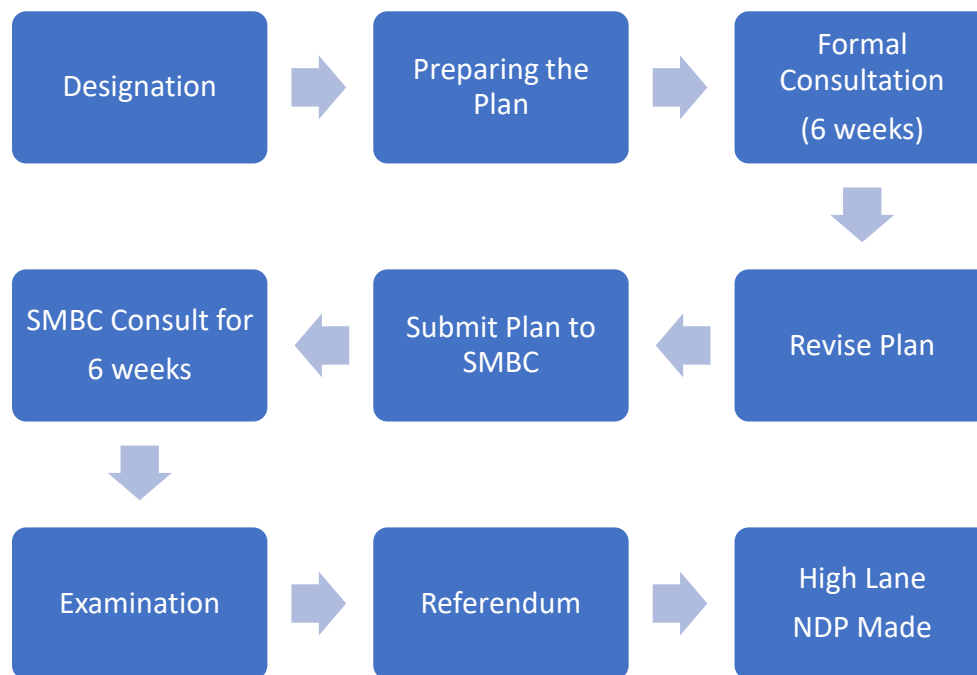 Designation
Preparing the
Plan
Formal
Consultation
(6 weeks)
Revise Plan
Submit Plan to
SMBC
SMBC Consult for
6 weeks
Examination
Referendum
High Lane
NDP Made